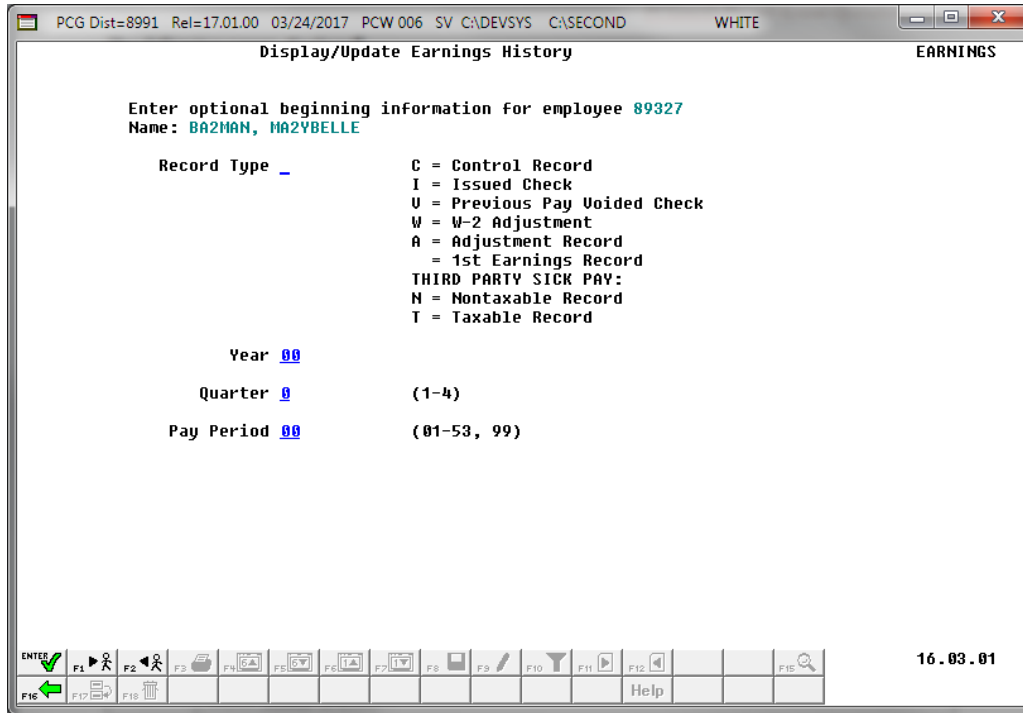 PCG Dist=8991 Rel=17.01.00 03/24/2017 PCW 006 SV C:\DEVSYS C:\SECOND WHITE
Display/Update Earnings History EARNINGS
Enter optional beginning information for employee 89327
Name: BA2MAN, MA2YBELLE
Record Type _ C = Control Record
I = Issued Check
V = Previous Pay Voided Check
W = W-2 Adjustment
A = Adjustment Record
= 1st Earnings Record
THIRD PARTY SICK PAY:
N = Nontaxable Record
T = Taxable Record
Year 00
Quarter 0 (1-4)
Pay Period 00 (01-53, 99)
ENTER F1 F2 F3 F4 6 F5 6 F6 1 F7 1 F8 F9 F10 F11 F12 F15 16.03.01
F16 F17 F18 Help